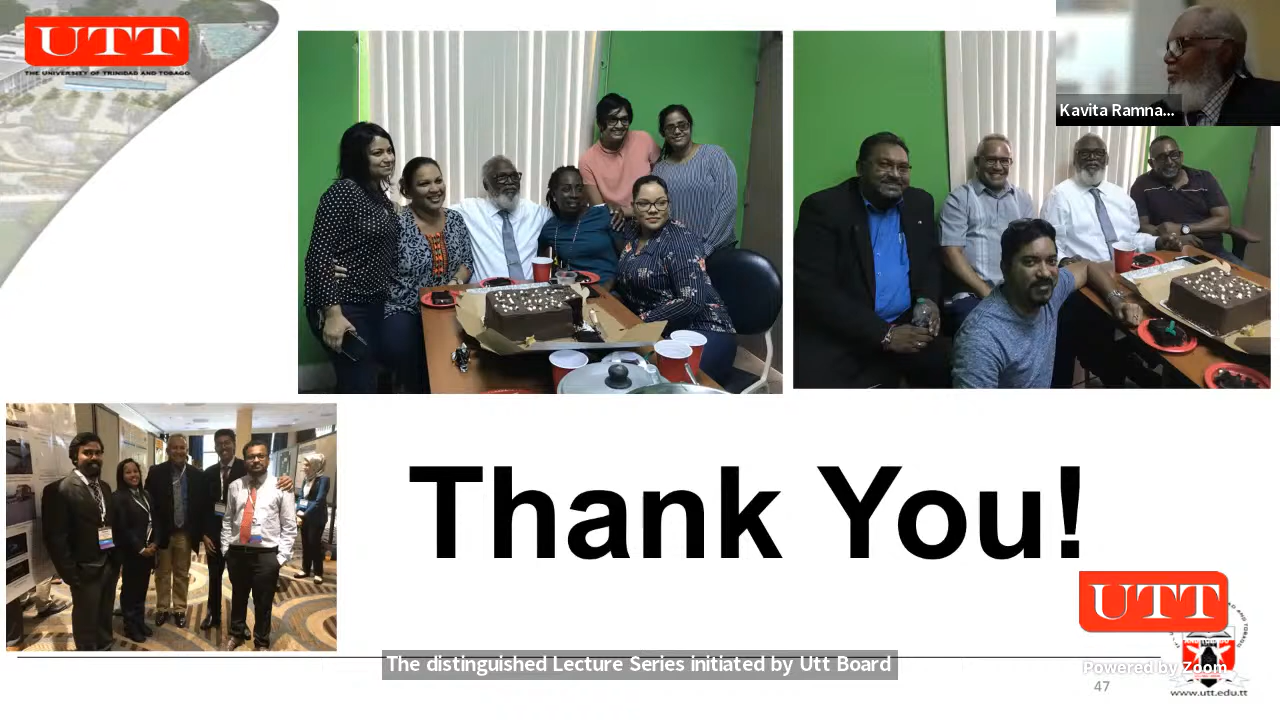 UTT
THE UNIVERSITY OF TRINIDAD AND TOBAGO
Kavita Ramna...
Thank You!
UTT
The distinguished Lecture Series initiated by Utt Board
Powered by Zoom
47
www.utt.edu.tt